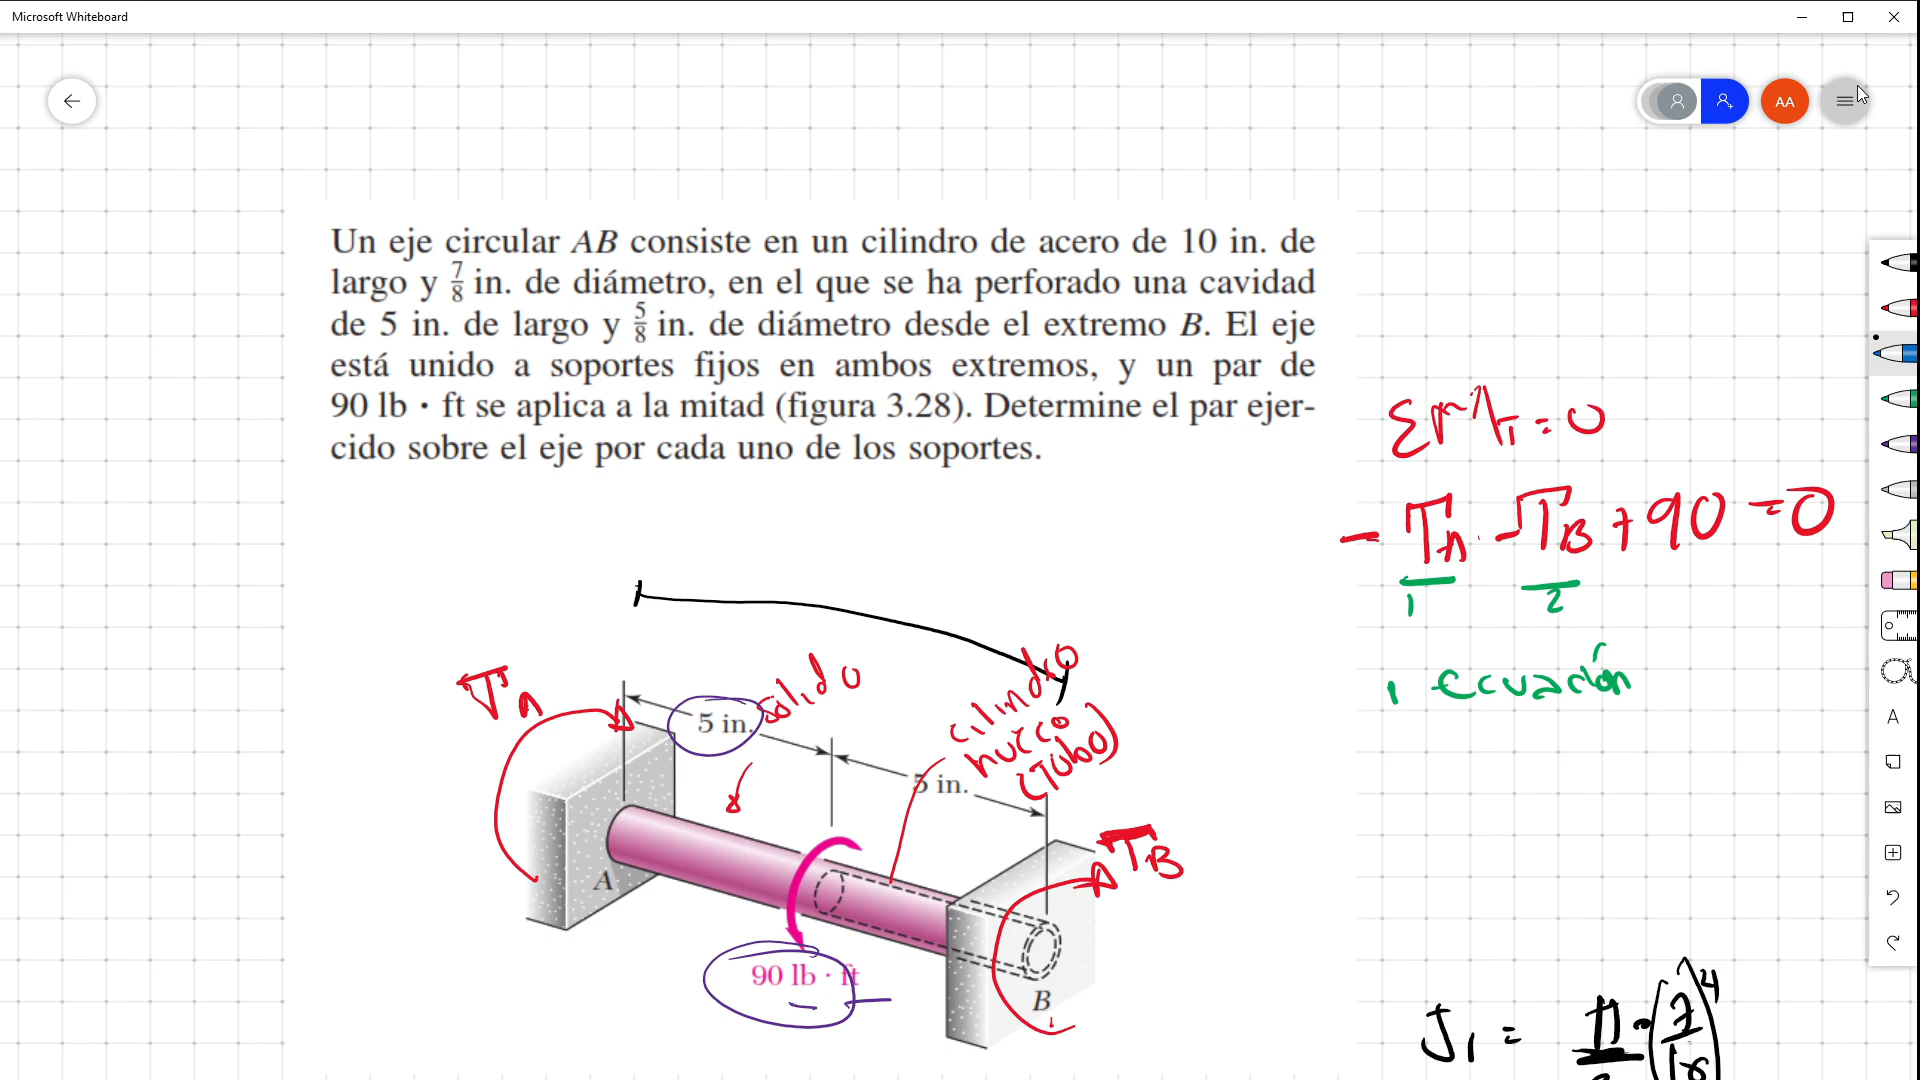 Microsoft Whiteboard
AA
Un eje circular AB consiste en un cilindro de acero de 10 in. de
largo y 7/8 in. de diámetro, en el que se ha perforado una cavidad
de 5 in. de largo y 5/8 in. de diámetro desde el extremo B. El eje
está unido a soportes fijos en ambos extremos, y un par de
90 lb · ft se aplica a la mitad (figura 3.28). Determine el par ejer-
cido sobre el eje por cada uno de los soportes.
= 0
- TA - TB + 90 = 0
1 2
1 ecuación
TA
5 in.
sólido
cilindro
hueco
(Tubo)
5 in.
TB
A
90 lb · ft
B
J1 = π · (7/16)^4
A